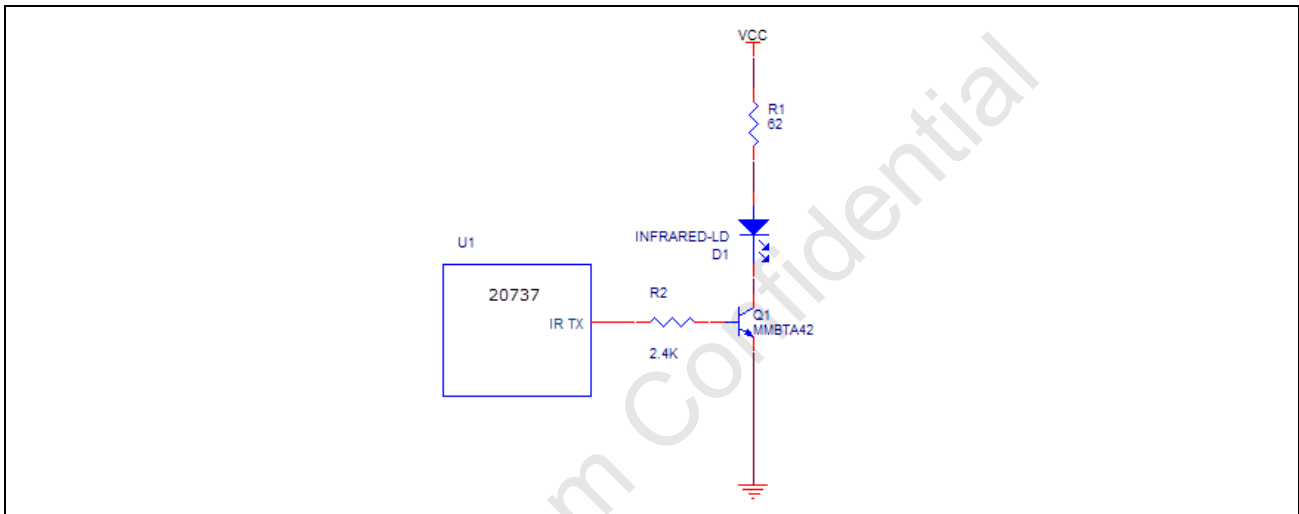 VCC
R1
62
INFRARED-LD
D1
U1
20737
IR TX
R2
2.4K
Q1
MMBTA42
m Confidential